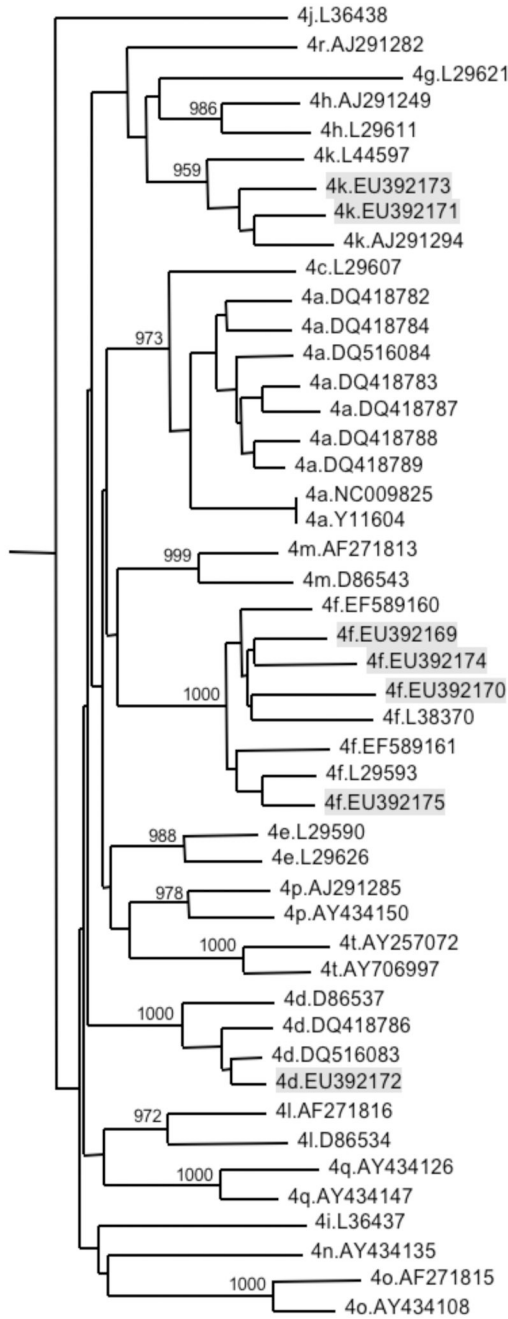 4j.L36438
4r.AJ291282
4g.L29621
986
4h.AJ291249
4h.L29611
4k.L44597
959
4k.EU392173
4k.EU392171
4k.AJ291294
4c.L29607
4a.DQ418782
4a.DQ418784
973
4a.DQ516084
4a.DQ418783
4a.DQ418787
4a.DQ418788
4a.DQ418789
4a.NC009825
4a.Y11604
999
4m.AF271813
4m.D86543
4f.EF589160
4f.EU392169
4f.EU392174
1000
4f.EU392170
4f.L38370
4f.EF589161
4f.L29593
4f.EU392175
988
4e.L29590
4e.L29626
978
4p.AJ291285
4p.AY434150
1000
4t.AY257072
4t.AY706997
4d.D86537
1000
4d.DQ418786
4d.DQ516083
4d.EU392172
972
4l.AF271816
4l.D86534
1000
4q.AY434126
4q.AY434147
4i.L36437
4n.AY434135
1000
4o.AF271815
4o.AY434108